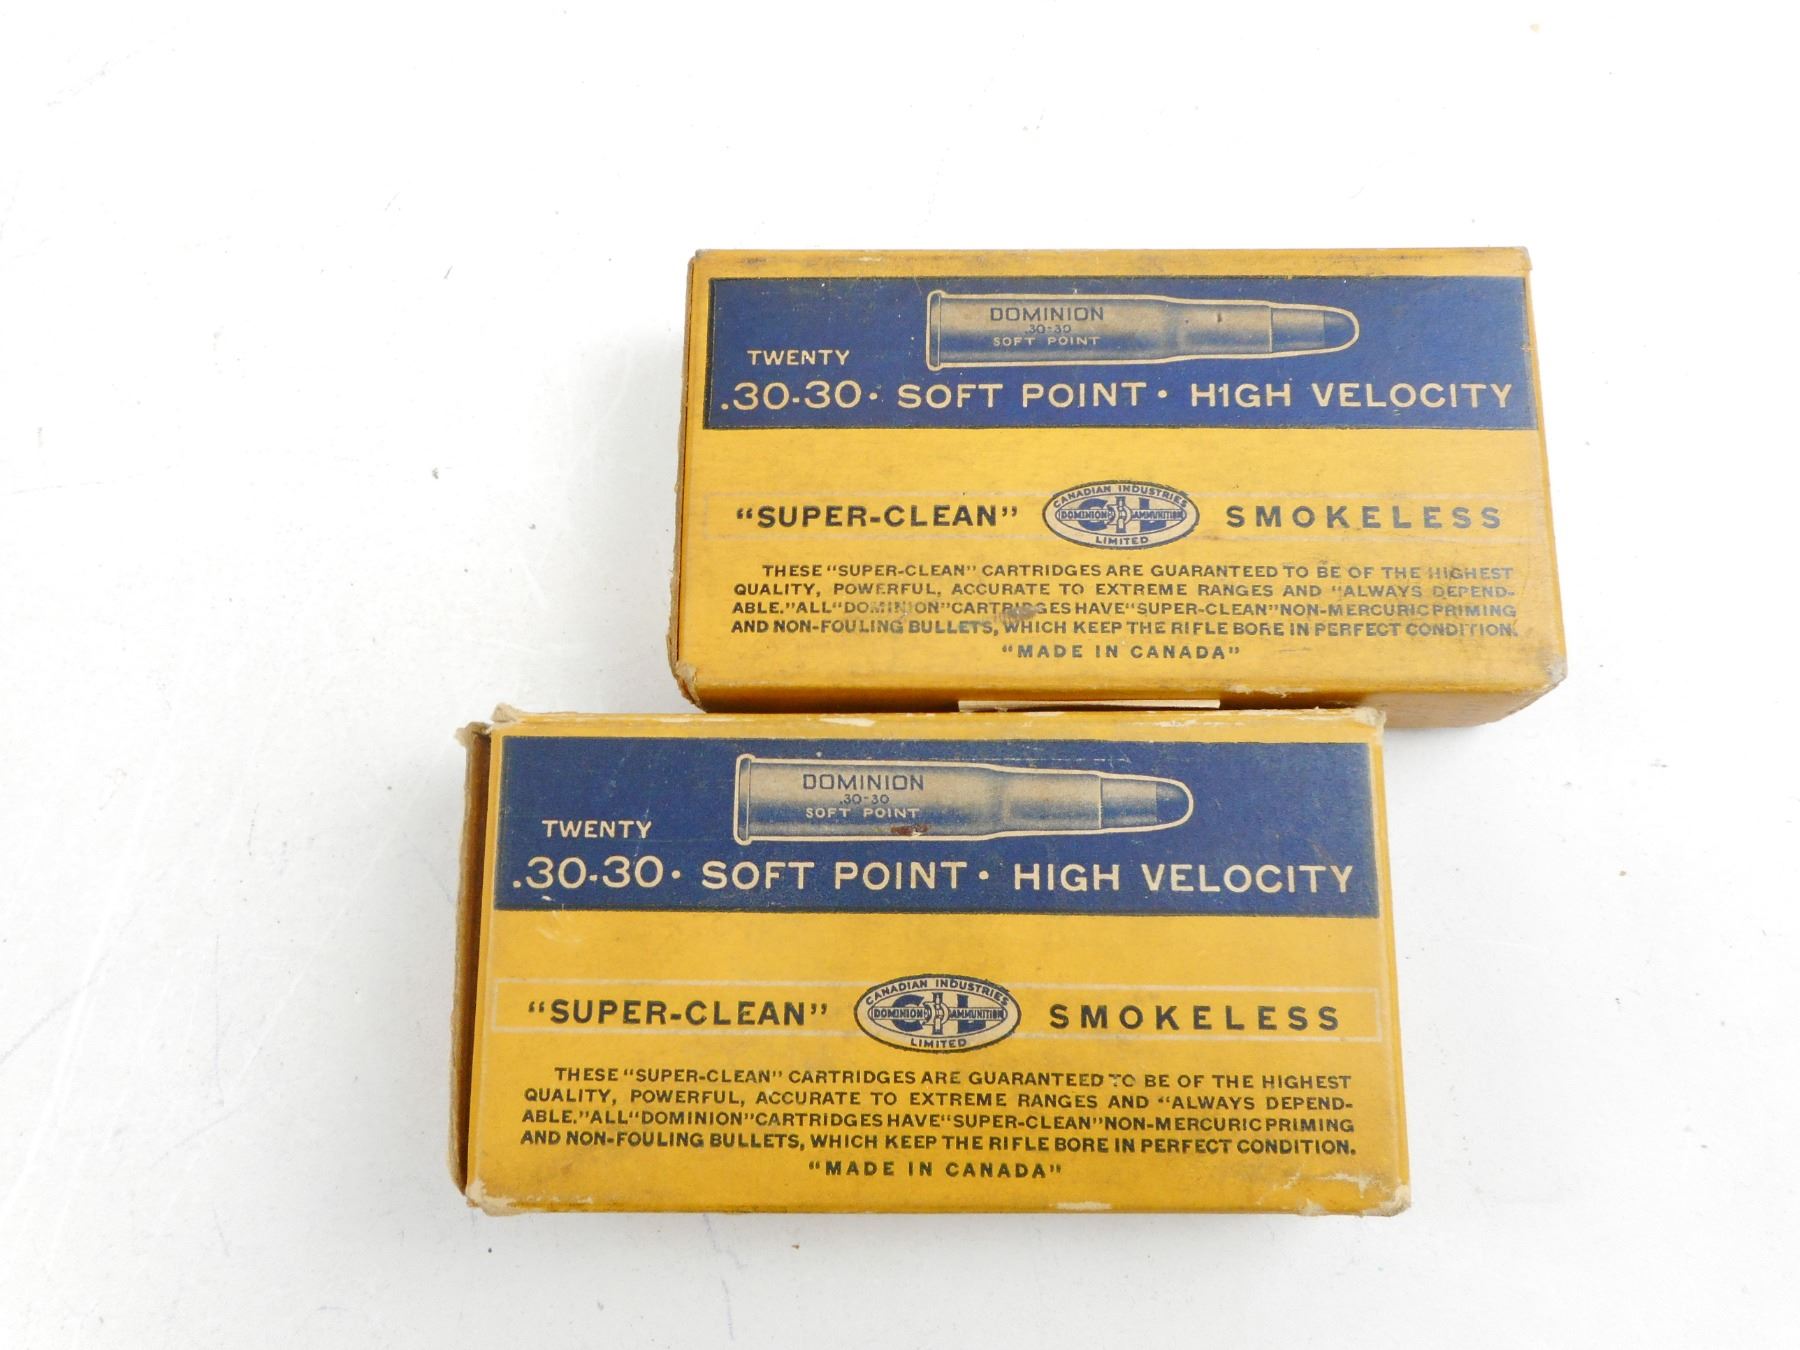 DOMINION
.30-30
SOFT POINT
TWENTY
.30-30 · SOFT POINT · HIGH VELOCITY
"SUPER-CLEAN" CANADIAN INDUSTRIES LIMITED CIL DOMINION AMMUNITION SMOKELESS
THESE "SUPER-CLEAN" CARTRIDGES ARE GUARANTEED TO BE OF THE HIGHEST
QUALITY, POWERFUL, ACCURATE TO EXTREME RANGES AND "ALWAYS DEPEND-
ABLE." ALL "DOMINION" CARTRIDGES HAVE "SUPER-CLEAN" NON-MERCURIC PRIMING
AND NON-FOULING BULLETS, WHICH KEEP THE RIFLE BORE IN PERFECT CONDITION.
"MADE IN CANADA"
DOMINION
.30-30
SOFT POINT
TWENTY
.30-30 · SOFT POINT · HIGH VELOCITY
"SUPER-CLEAN" CANADIAN INDUSTRIES LIMITED CIL DOMINION AMMUNITION SMOKELESS
THESE "SUPER-CLEAN" CARTRIDGES ARE GUARANTEED TO BE OF THE HIGHEST
QUALITY, POWERFUL, ACCURATE TO EXTREME RANGES AND "ALWAYS DEPEND-
ABLE." ALL "DOMINION" CARTRIDGES HAVE "SUPER-CLEAN" NON-MERCURIC PRIMING
AND NON-FOULING BULLETS, WHICH KEEP THE RIFLE BORE IN PERFECT CONDITION.
"MADE IN CANADA"